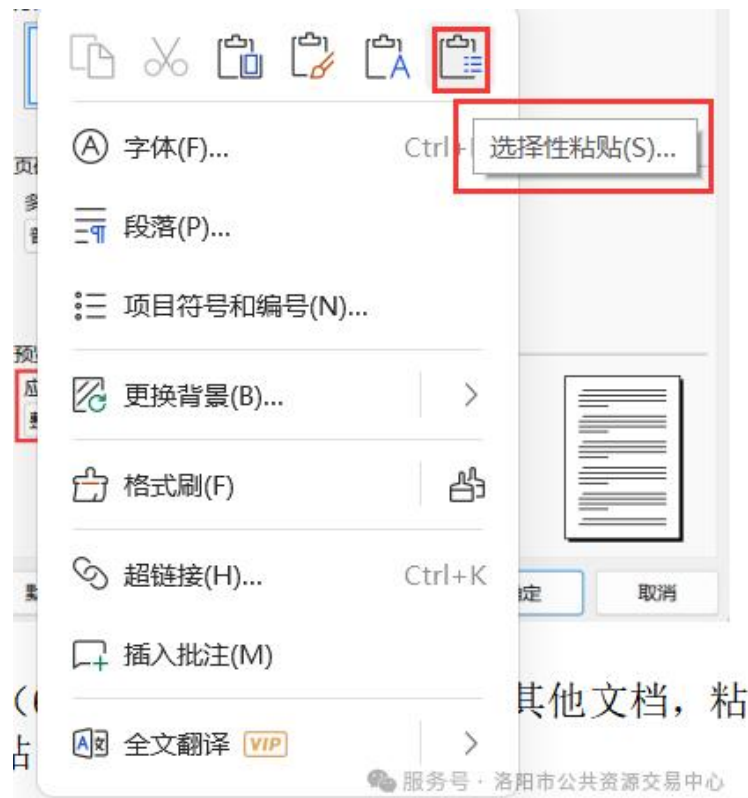 字体(F)...
Ctrl+
选择性粘贴(S)...
段落(P)...
项目符号和编号(N)...
更换背景(B)...
格式刷(F)
超链接(H)...
Ctrl+K
取消
插入批注(M)
其他文档，粘
全文翻译 VIP
服务号 · 洛阳市公共资源交易中心